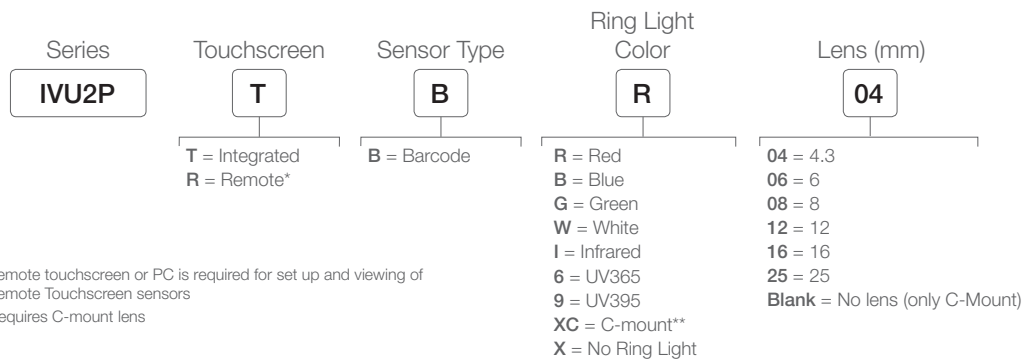 Series
IVU2P
Touchscreen
T
T = Integrated
R = Remote*
Sensor Type
B
B = Barcode
Ring Light
Color
R
R = Red
B = Blue
G = Green
W = White
I = Infrared
6 = UV365
9 = UV395
XC = C-mount**
X = No Ring Light
Lens (mm)
04
04 = 4.3
06 = 6
08 = 8
12 = 12
16 = 16
25 = 25
Blank = No lens (only C-Mount)
emote touchscreen or PC is required for set up and viewing of
emote Touchscreen sensors
equires C-mount lens